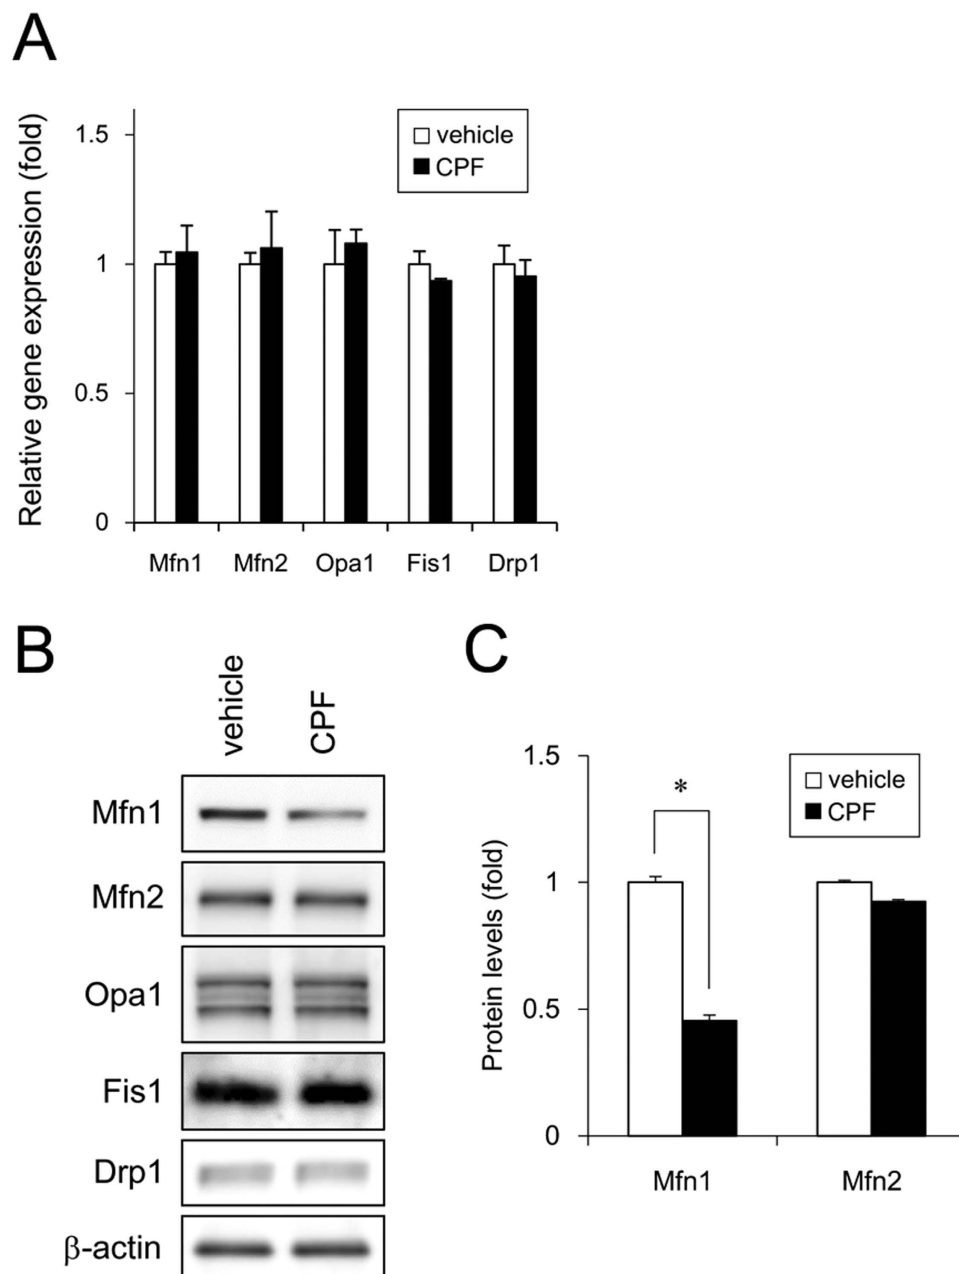 A
Relative gene expression (fold)
1.5
1
0.5
0
vehicle
CPF
Mfn1 Mfn2 Opa1 Fis1 Drp1
B
vehicle
CPF
Mfn1
Mfn2
Opa1
Fis1
Drp1
β-actin
C
Protein levels (fold)
1.5
1
0.5
0
vehicle
CPF
*
Mfn1 Mfn2